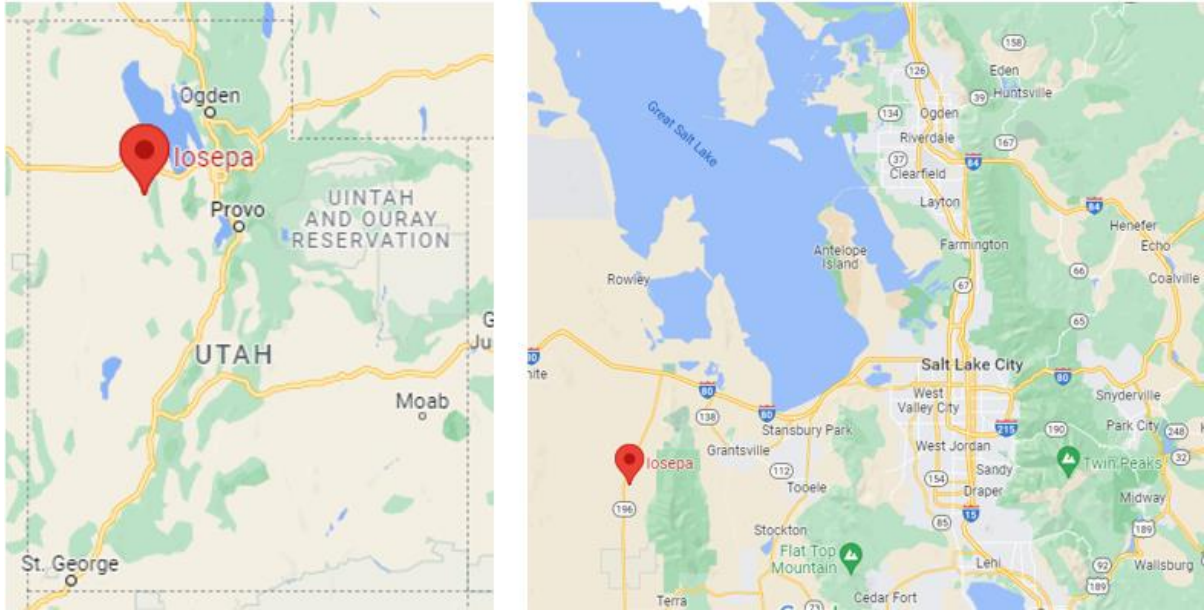 Ogden
Iosepa
Provo
UINTAH
AND OURAY
RESERVATION
UTAH
G
Ju
Moab
St. George
158
126
Eden
Huntsville
39
134
Ogden
Riverdale
167
37
84
Clearfield
Great Salt Lake
Layton
84
Henefer
Antelope
Island
Farmington
Echo
66
Rowley
Coalville
67
65
80
Salt Lake City
80
Snyderville
80
West
Valley City
138
80
Park City
Stansbury Park
215
190
248
Grantsville
West Jordan
32
Iosepa
112
Sandy
Twin Peaks
Tooele
154
Draper
Midway
196
15
Stockton
85
189
Flat Top
Mountain
Lehi
92
Wallsburg
189
Terra
73
Cedar Fort